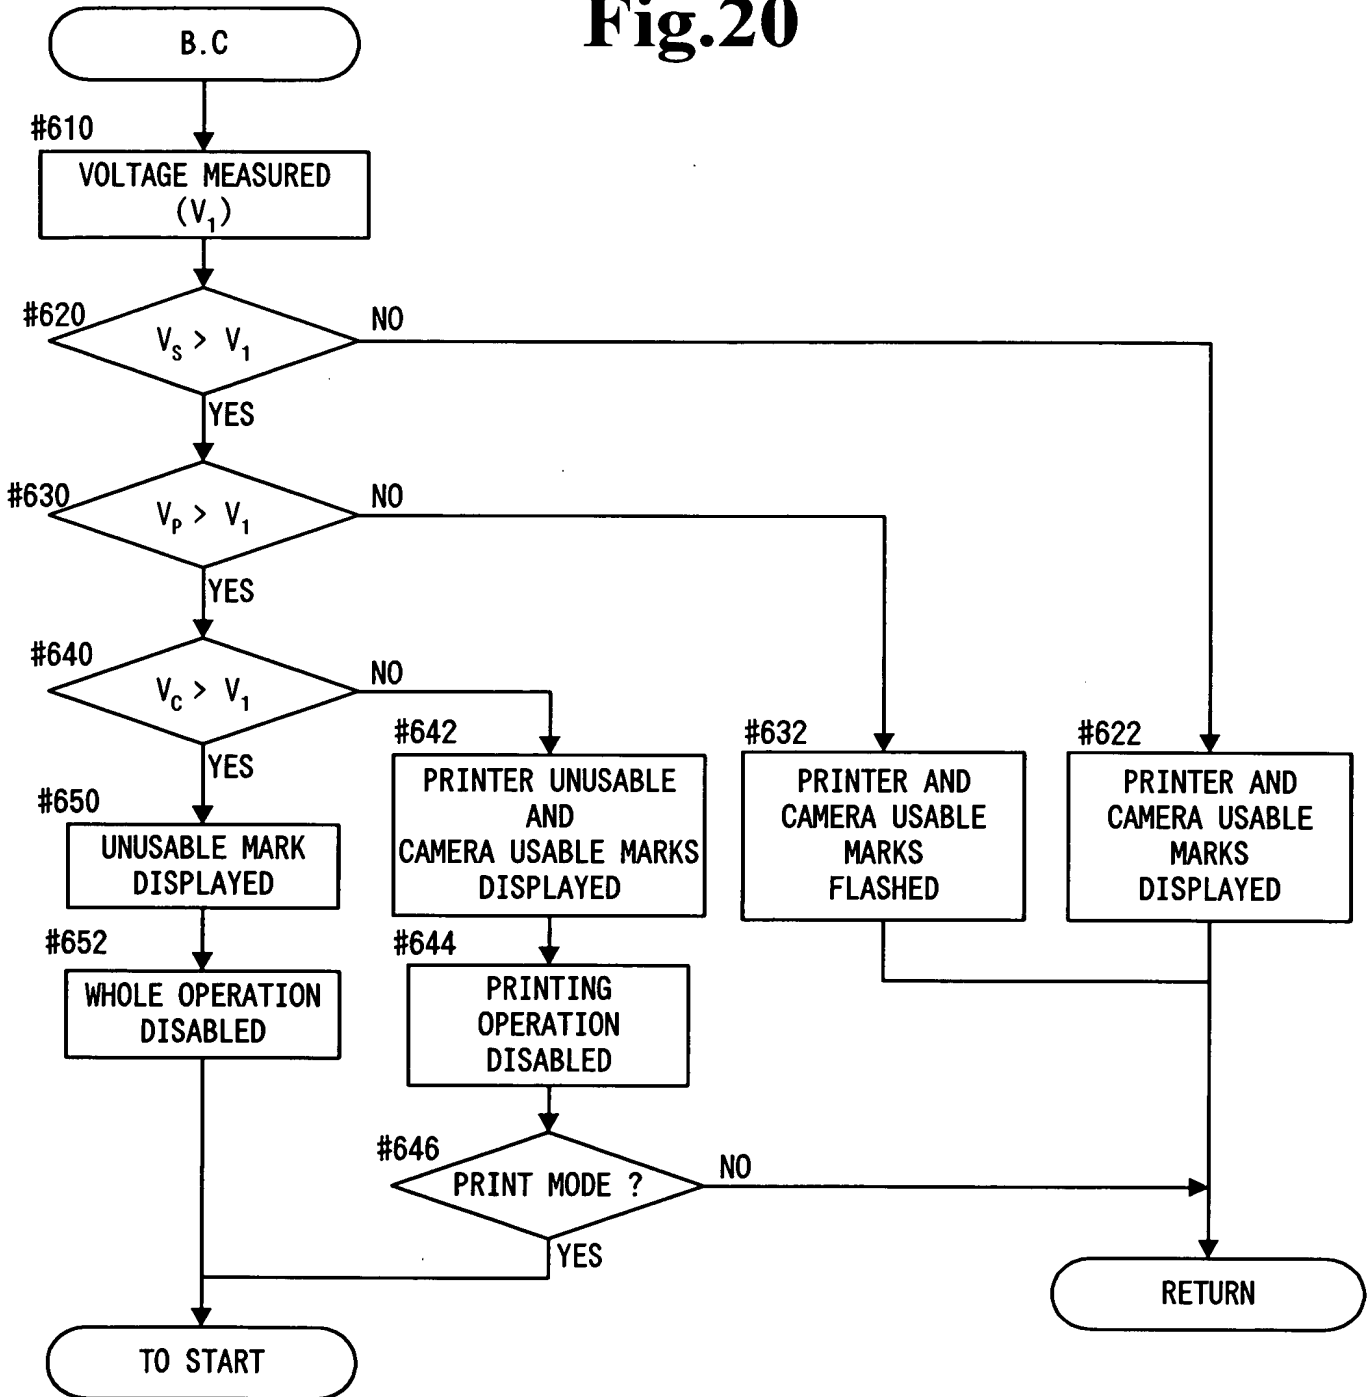 Fig.20
B.C
#610
VOLTAGE MEASURED
(V1)
#620
VS > V1
NO
YES
#630
VP > V1
NO
YES
#640
VC > V1
NO
YES
#650
UNUSABLE MARK
DISPLAYED
#652
WHOLE OPERATION
DISABLED
#642
PRINTER UNUSABLE
AND
CAMERA USABLE MARKS
DISPLAYED
#644
PRINTING
OPERATION
DISABLED
#646
PRINT MODE ?
NO
YES
#632
PRINTER AND
CAMERA USABLE
MARKS
FLASHED
#622
PRINTER AND
CAMERA USABLE
MARKS
DISPLAYED
RETURN
TO START